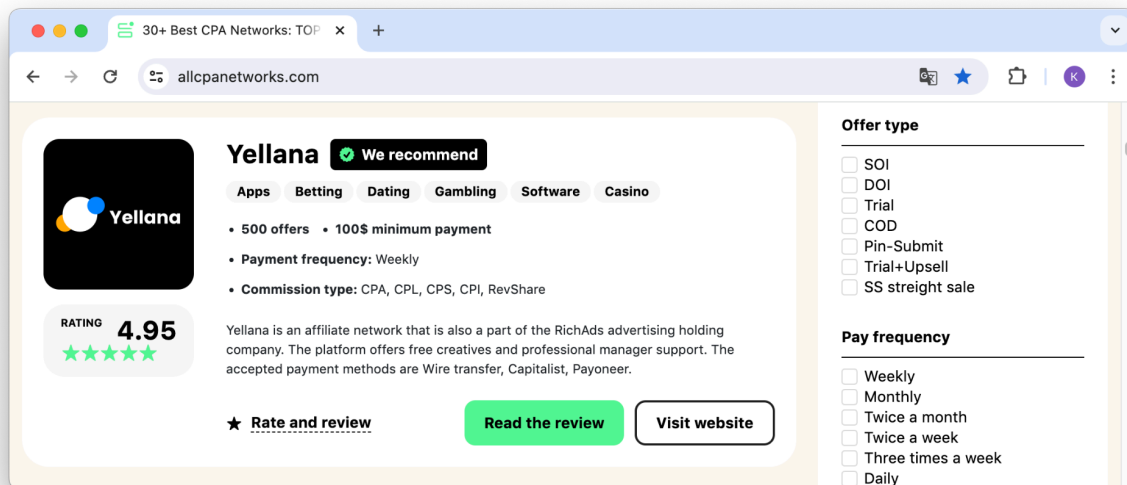 30+ Best CPA Networks: TOP
allcpanetworks.com
K
Yellana
Yellana We recommend
Apps Betting Dating Gambling Software Casino
• 500 offers • 100$ minimum payment
• Payment frequency: Weekly
• Commission type: CPA, CPL, CPS, CPI, RevShare
RATING 4.95
Yellana is an affiliate network that is also a part of the RichAds advertising holding
company. The platform offers free creatives and professional manager support. The
accepted payment methods are Wire transfer, Capitalist, Payoneer.
Rate and review
Read the review
Visit website
Offer type
SOI
DOI
Trial
COD
Pin-Submit
Trial+Upsell
SS streight sale
Pay frequency
Weekly
Monthly
Twice a month
Twice a week
Three times a week
Daily